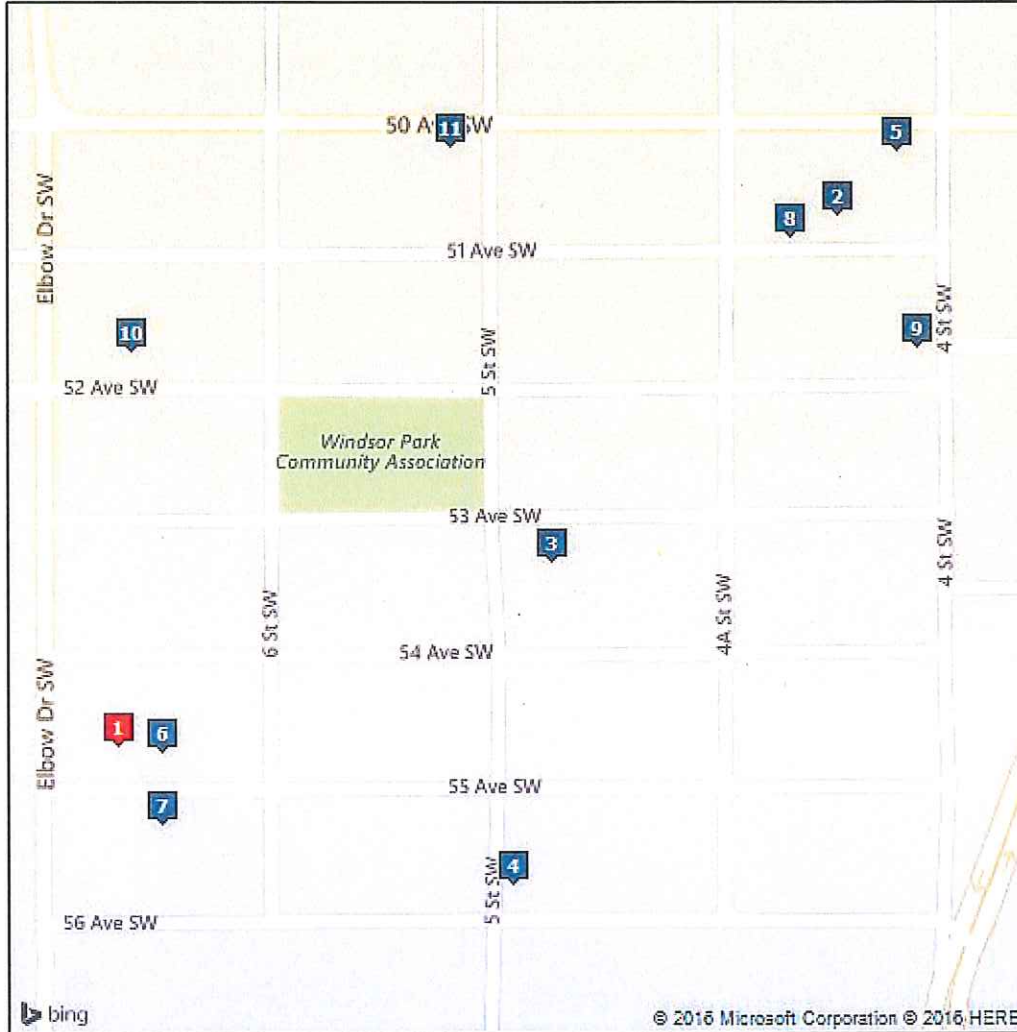 50 Av SW
11
5
2
8
Elbow Dr SW
51 Ave SW
10
9
4 St SW
5 St SW
52 Ave SW
Windsor Park
Community Association
53 Ave SW
3
4 St SW
6 St SW
4A St SW
54 Ave SW
Elbow Dr SW
1
6
55 Ave SW
7
4
5 St SW
56 Ave SW
bing
© 2016 Microsoft Corporation © 2016 HERE